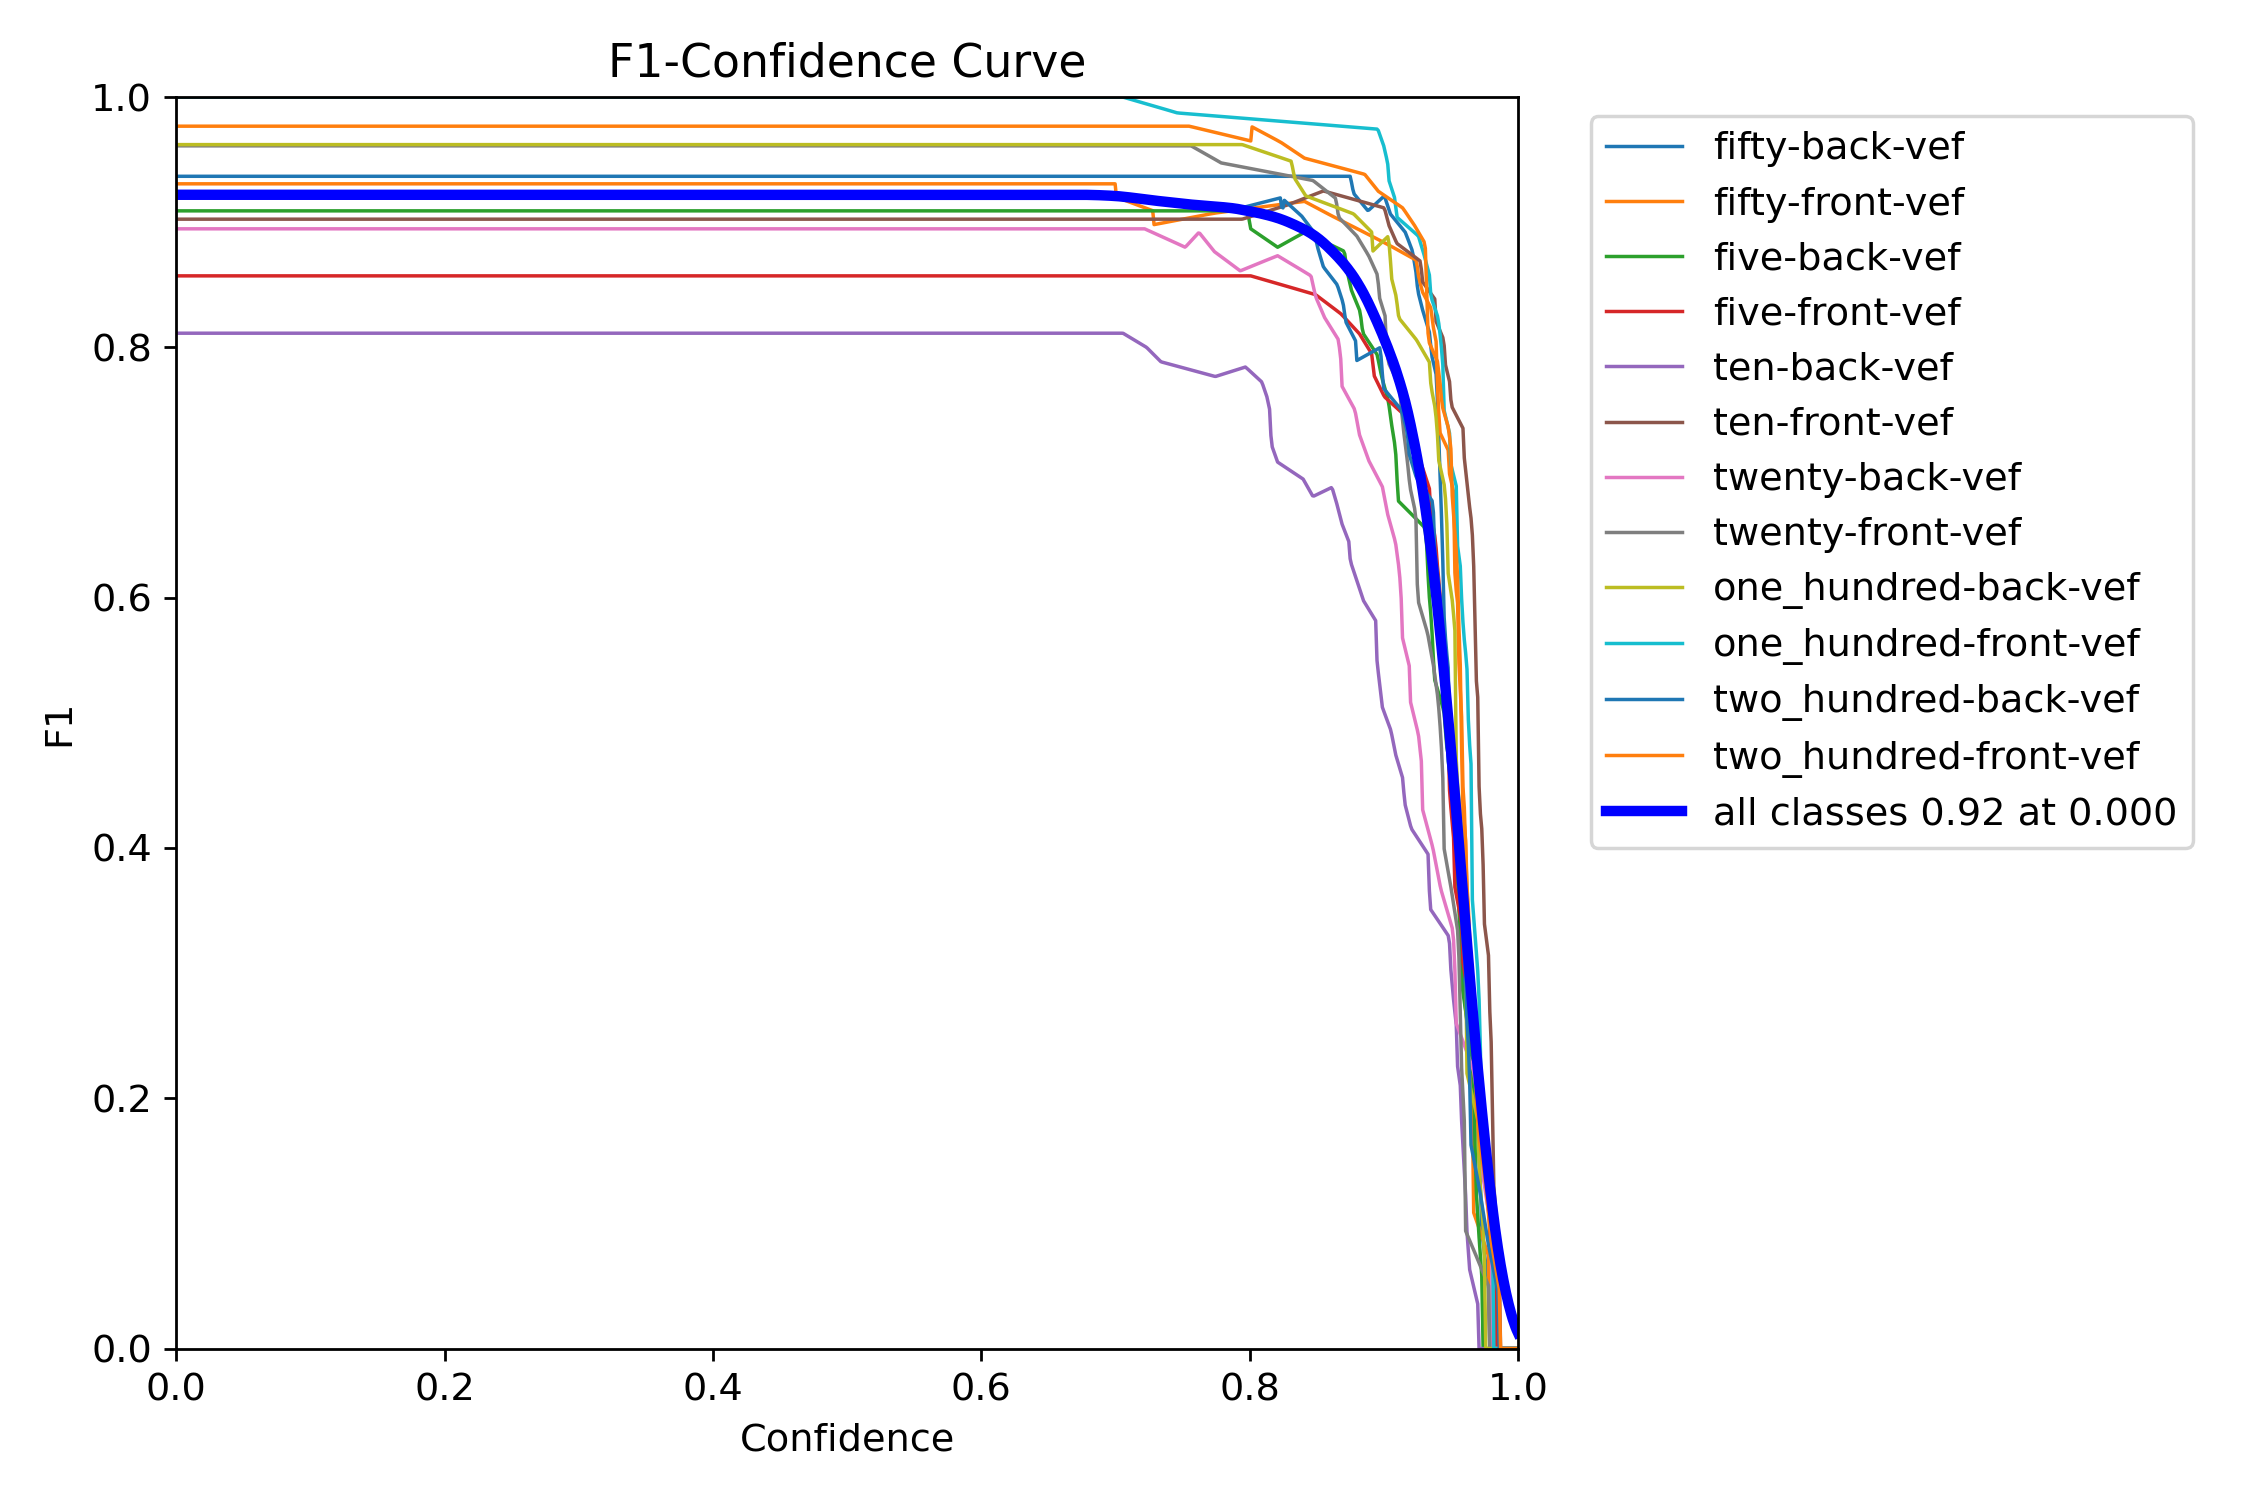 F1-Confidence Curve
1.0
0.8
0.6
0.4
0.2
0.0
F1
0.0 0.2 0.4 0.6 0.8 1.0
Confidence
fifty-back-vef
fifty-front-vef
five-back-vef
five-front-vef
ten-back-vef
ten-front-vef
twenty-back-vef
twenty-front-vef
one_hundred-back-vef
one_hundred-front-vef
two_hundred-back-vef
two_hundred-front-vef
all classes 0.92 at 0.000